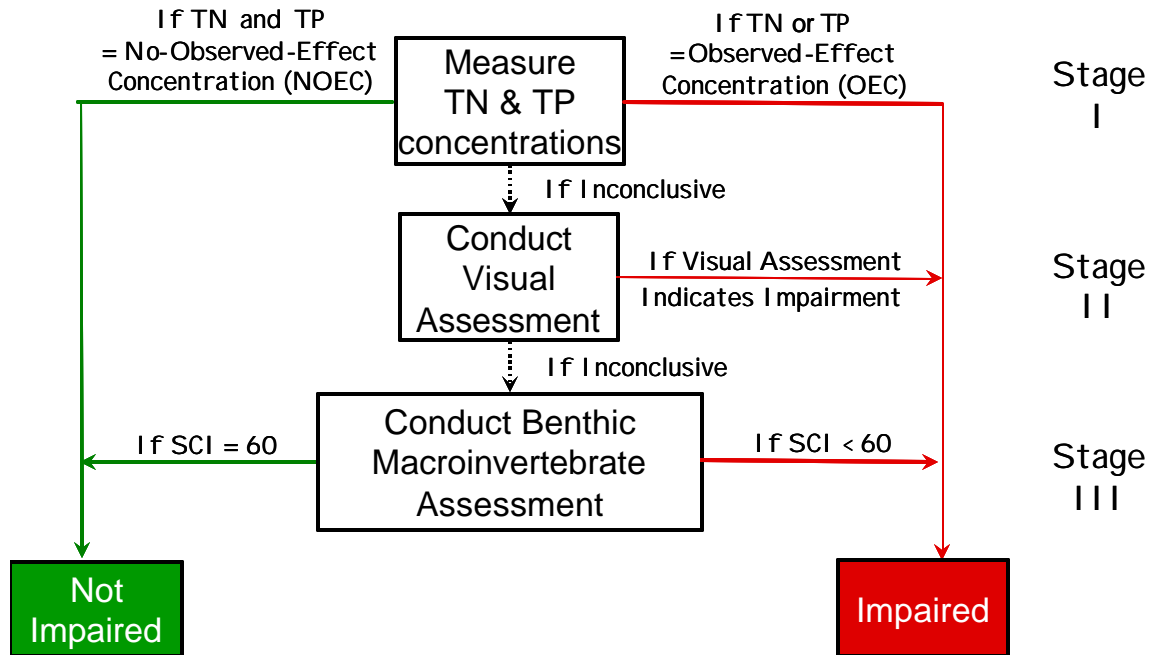 If TN and TP
= No-Observed-Effect
Concentration (NOEC)
Measure
TN & TP
concentrations
If TN or TP
=Observed-Effect
Concentration (OEC)
Stage
I
If Inconclusive
Conduct
Visual
Assessment
If Visual Assessment
Indicates Impairment
Stage
II
If Inconclusive
If SCI = 60
Conduct Benthic
Macroinvertebrate
Assessment
If SCI < 60
Stage
III
Not
Impaired
Impaired